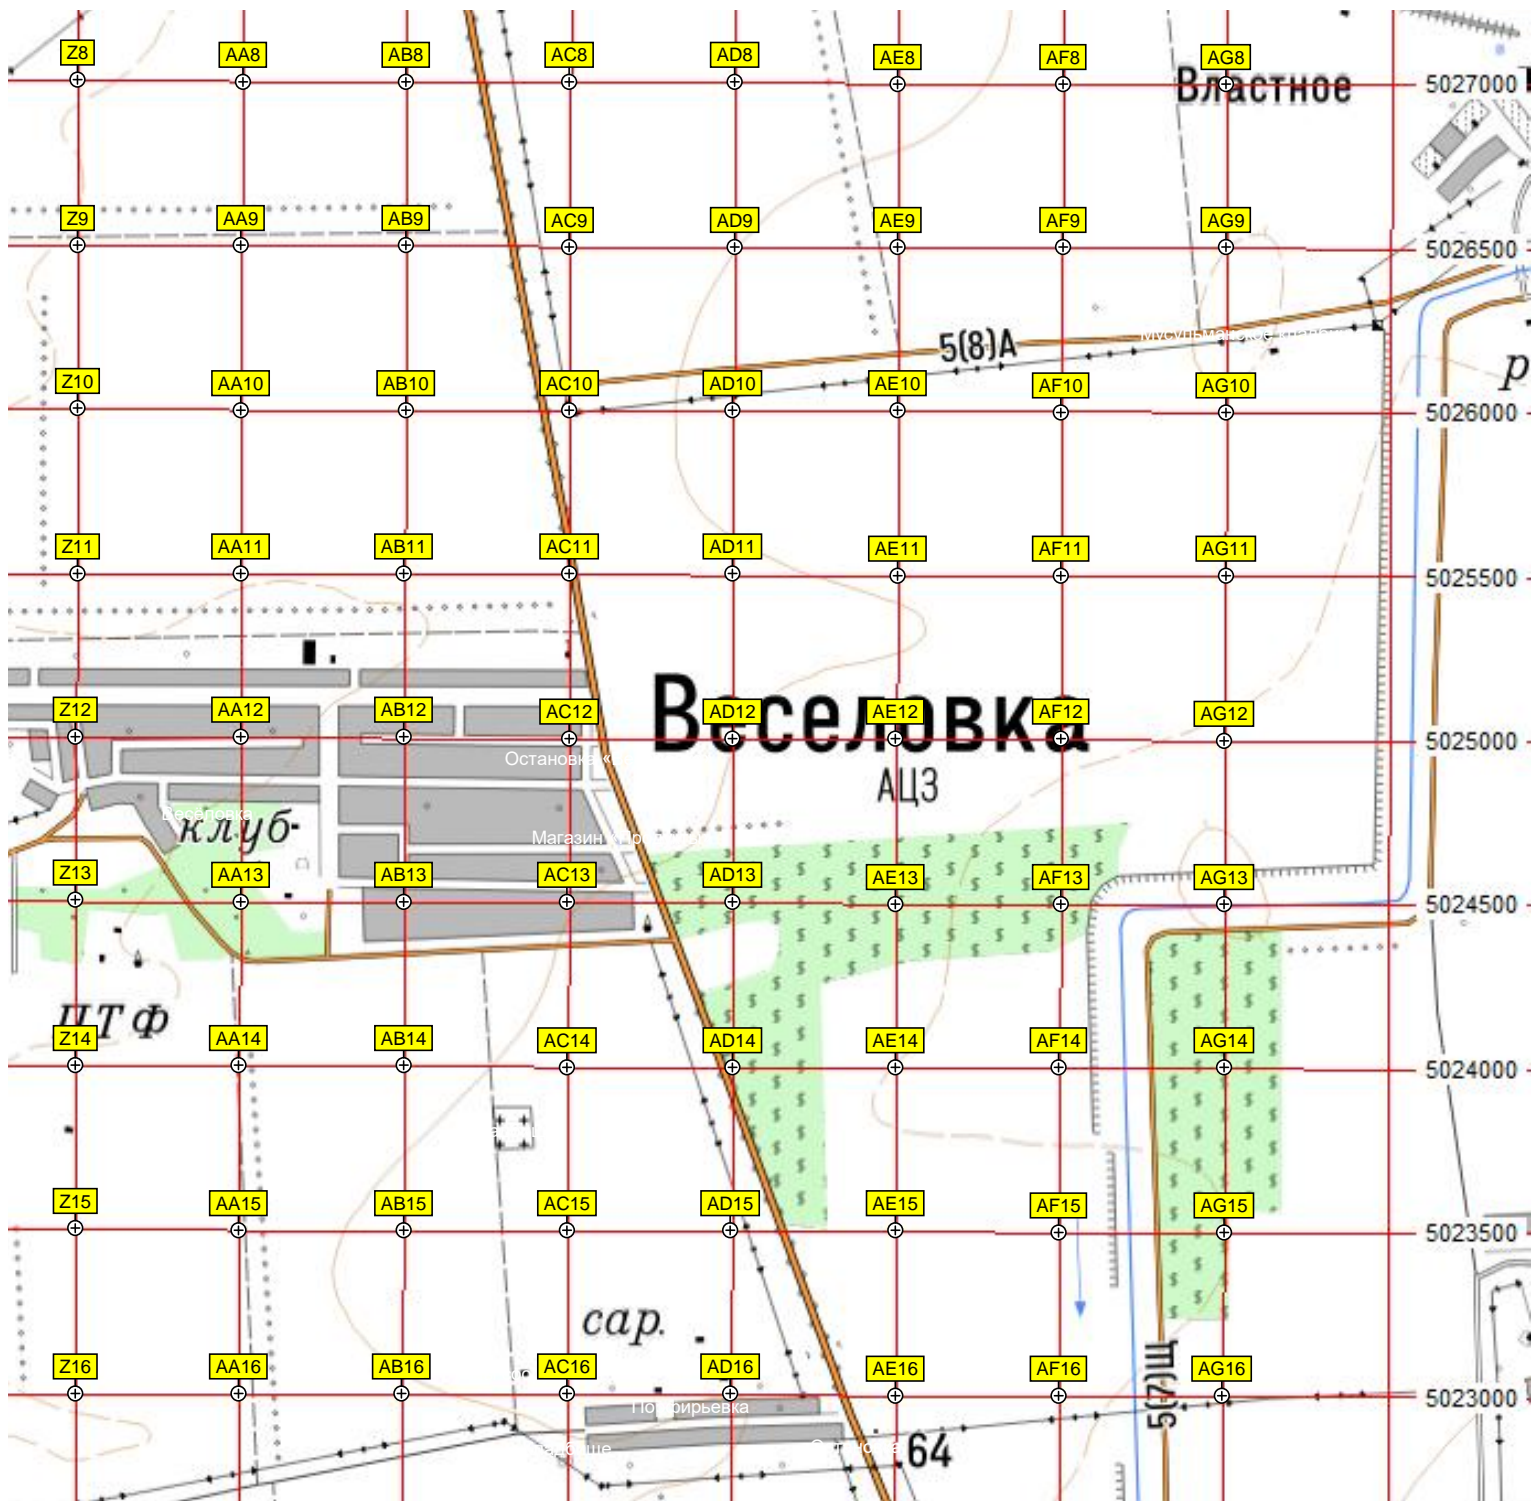 Z8 AA8 AB8 AC8 AD8 AE8 AF8 AG8
5027000
Властное
Z9 AA9 AB9 AC9 AD9 AE9 AF9 AG9
5026500
5(8)А
р
Z10 AA10 AB10 AC10 AD10 AE10 AF10 AG10
5026000
Z11 AA11 AB11 AC11 AD11 AE11 AF11 AG11
5025500
Z12 AA12 AB12 AC12 AD12 AE12 AF12 AG12
Веселовка
5025000
Остановка
АЦЗ
Веселовка
клуб
Магазин
Z13 AA13 AB13 AC13 AD13 AE13 AF13 AG13
5024500
ПТФ
Z14 AA14 AB14 AC14 AD14 AE14 AF14 AG14
5024000
Z15 AA15 AB15 AC15 AD15 AE15 AF15 AG15
5023500
сар.
Z16 AA16 AB16 AC16 AD16 AE16 AF16 AG16
5023000
5(7)Щ
Порфирьевка
64